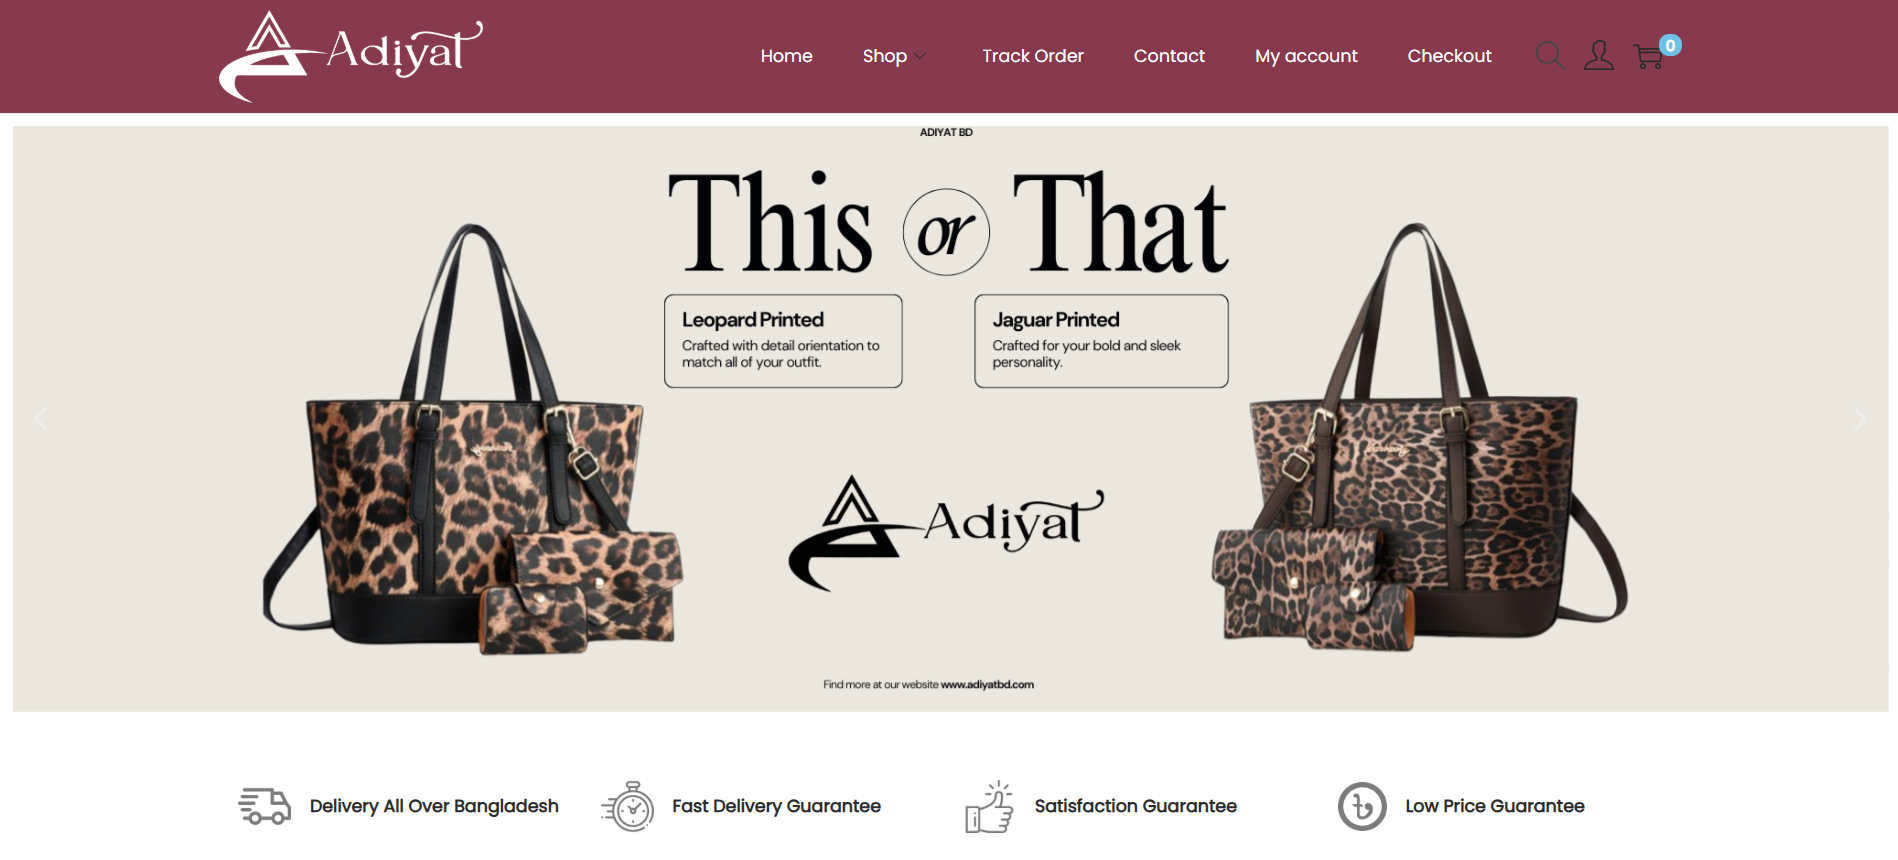 Adiyat
Home Shop Track Order Contact My account Checkout 0
ADIYAT BD
This or That
Leopard Printed
Crafted with detail orientation to
match all of your outfit.
Jaguar Printed
Crafted for your bold and sleek
personality.
Adiyat
Find more at our website www.adiyatbd.com
Delivery All Over Bangladesh
Fast Delivery Guarantee
Satisfaction Guarantee
Low Price Guarantee